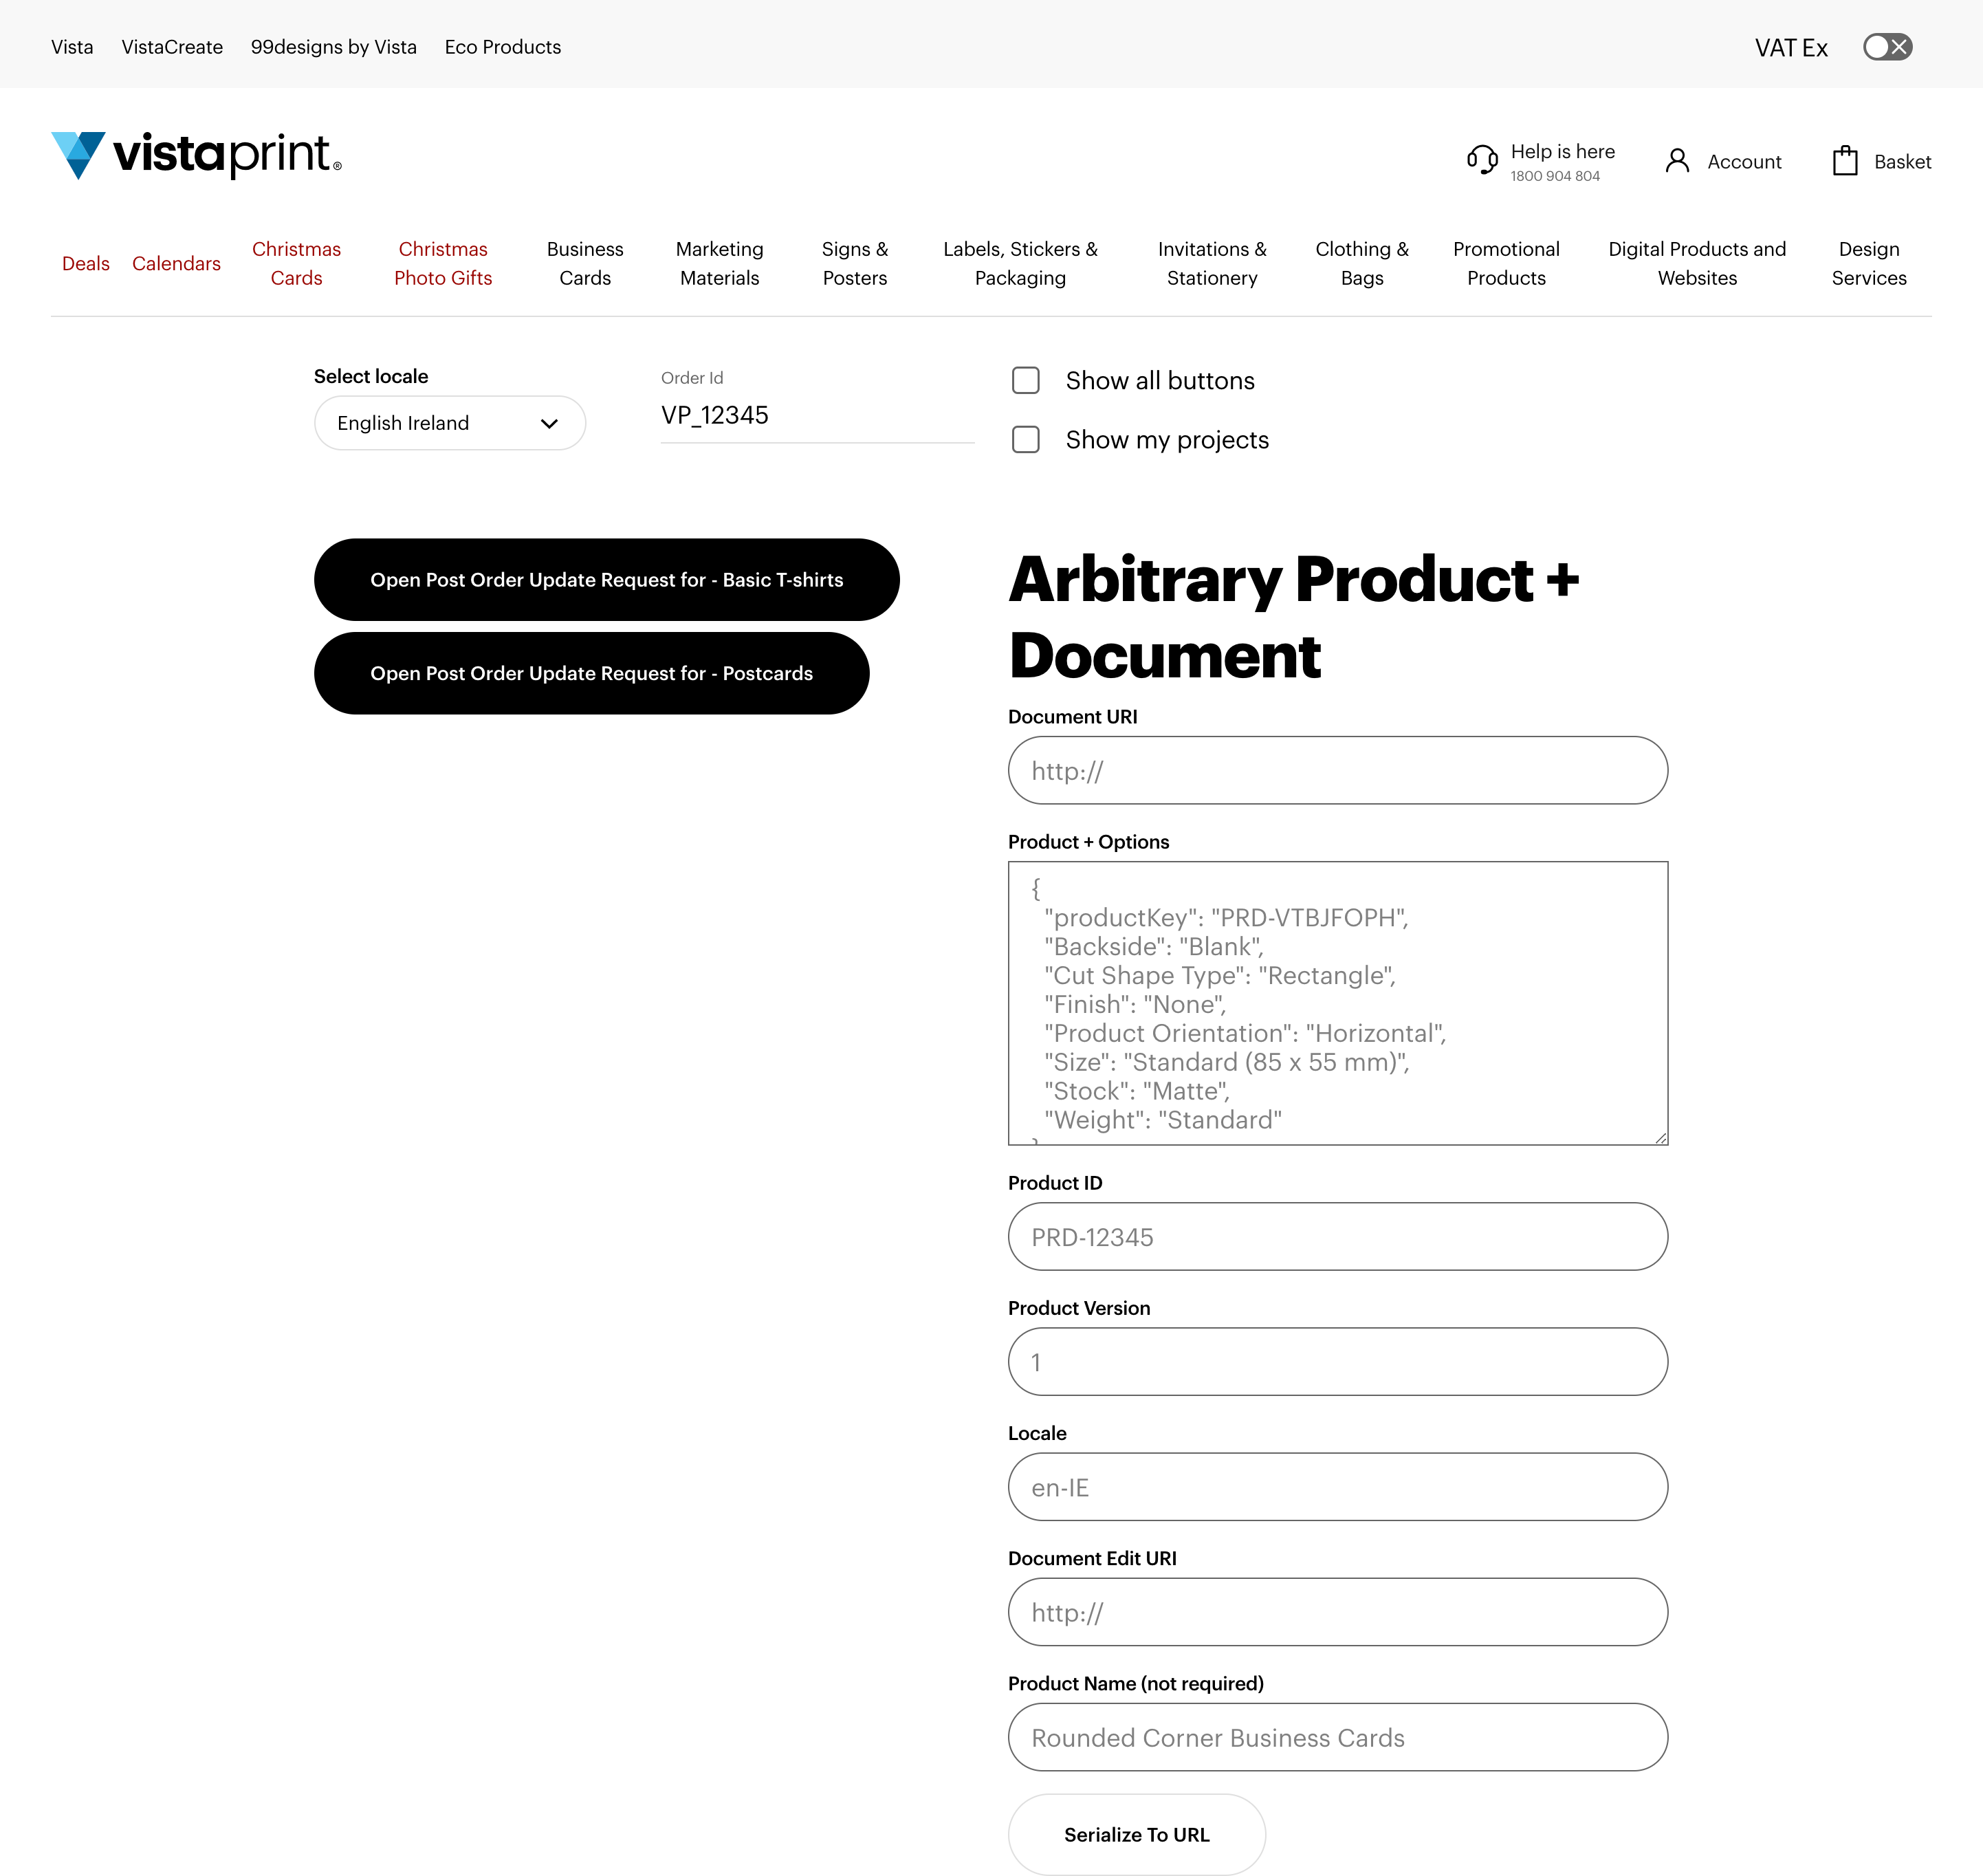 Vista VistaCreate 99designs by Vista Eco Products VAT Ex
vistaprint®
Help is here
1800 904 804
Account
Basket
Deals
Calendars
Christmas
Cards
Christmas
Photo Gifts
Business
Cards
Marketing
Materials
Signs &
Posters
Labels, Stickers &
Packaging
Invitations &
Stationery
Clothing &
Bags
Promotional
Products
Digital Products and
Websites
Design
Services
Select locale
English Ireland
Order Id
VP_12345
Show all buttons
Show my projects
Open Post Order Update Request for - Basic T-shirts
Open Post Order Update Request for - Postcards
Arbitrary Product +
Document
Document URI
http://
Product + Options
{
"productKey": "PRD-VTBJFOPH",
"Backside": "Blank",
"Cut Shape Type": "Rectangle",
"Finish": "None",
"Product Orientation": "Horizontal",
"Size": "Standard (85 x 55 mm)",
"Stock": "Matte",
"Weight": "Standard"
}
Product ID
PRD-12345
Product Version
1
Locale
en-IE
Document Edit URI
http://
Product Name (not required)
Rounded Corner Business Cards
Serialize To URL